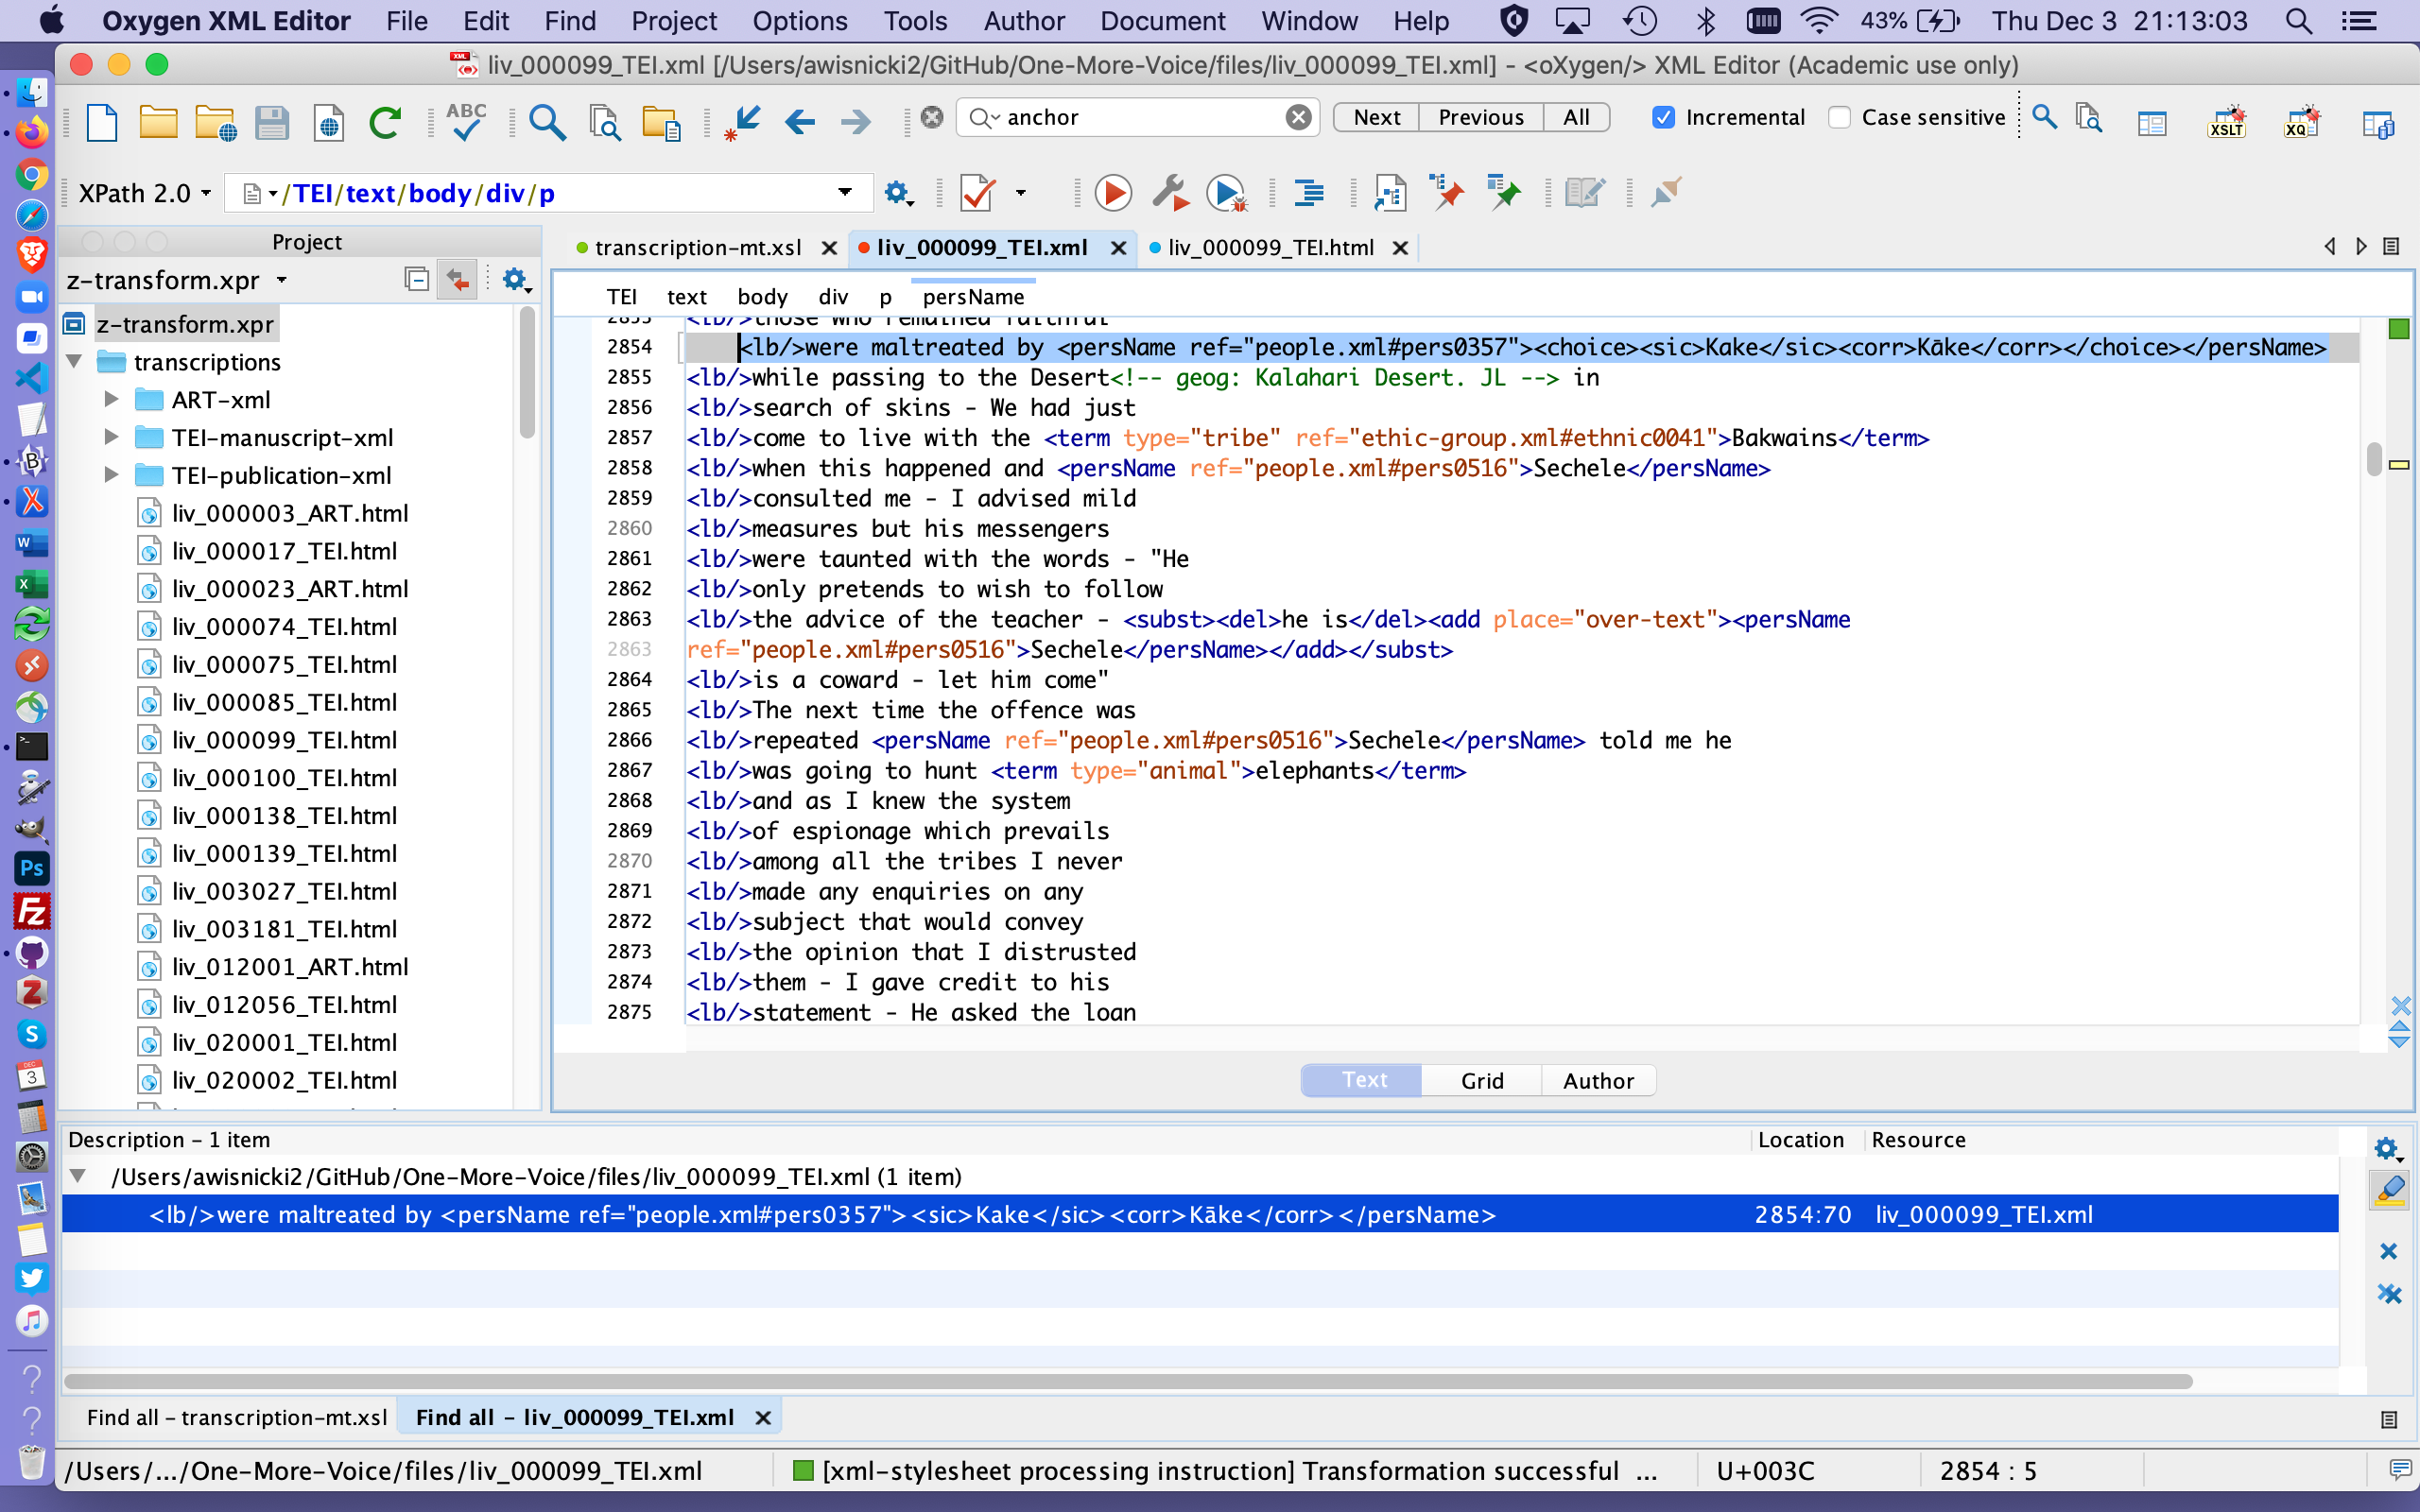 Oxygen XML Editor File Edit Find Project Options Tools Author Document Window Help 43% Thu Dec 3 21:13:03
liv_000099_TEI.xml [/Users/awisnicki2/GitHub/One-More-Voice/files/liv_000099_TEI.xml] - <oXygen/> XML Editor (Academic use only)
ABC anchor Next Previous All Incremental Case sensitive XSLT XQ
XPath 2.0 /TEI/text/body/div/p
Project
z-transform.xpr
z-transform.xpr
transcriptions
ART-xml
TEI-manuscript-xml
TEI-publication-xml
liv_000003_ART.html
liv_000017_TEI.html
liv_000023_ART.html
liv_000074_TEI.html
liv_000075_TEI.html
liv_000085_TEI.html
liv_000099_TEI.html
liv_000100_TEI.html
liv_000138_TEI.html
liv_000139_TEI.html
liv_003027_TEI.html
liv_003181_TEI.html
liv_012001_ART.html
liv_012056_TEI.html
liv_020001_TEI.html
liv_020002_TEI.html
transcription-mt.xsl liv_000099_TEI.xml liv_000099_TEI.html
TEI text body div p persName
2853 <lb/>those who remained faithful
2854 <lb/>were maltreated by <persName ref="people.xml#pers0357"><choice><sic>Kake</sic><corr>Kāke</corr></choice></persName>
2855 <lb/>while passing to the Desert<!-- geog: Kalahari Desert. JL --> in
2856 <lb/>search of skins - We had just
2857 <lb/>come to live with the <term type="tribe" ref="ethic-group.xml#ethnic0041">Bakwains</term>
2858 <lb/>when this happened and <persName ref="people.xml#pers0516">Sechele</persName>
2859 <lb/>consulted me - I advised mild
2860 <lb/>measures but his messengers
2861 <lb/>were taunted with the words - "He
2862 <lb/>only pretends to wish to follow
2863 <lb/>the advice of the teacher - <subst><del>he is</del><add place="over-text"><persName
2863 ref="people.xml#pers0516">Sechele</persName></add></subst>
2864 <lb/>is a coward - let him come"
2865 <lb/>The next time the offence was
2866 <lb/>repeated <persName ref="people.xml#pers0516">Sechele</persName> told me he
2867 <lb/>was going to hunt <term type="animal">elephants</term>
2868 <lb/>and as I knew the system
2869 <lb/>of espionage which prevails
2870 <lb/>among all the tribes I never
2871 <lb/>made any enquiries on any
2872 <lb/>subject that would convey
2873 <lb/>the opinion that I distrusted
2874 <lb/>them - I gave credit to his
2875 <lb/>statement - He asked the loan
Text Grid Author
Description - 1 item Location Resource
/Users/awisnicki2/GitHub/One-More-Voice/files/liv_000099_TEI.xml (1 item)
<lb/>were maltreated by <persName ref="people.xml#pers0357"><sic>Kake</sic><corr>Kāke</corr></persName> 2854:70 liv_000099_TEI.xml
Find all - transcription-mt.xsl Find all - liv_000099_TEI.xml
/Users/.../One-More-Voice/files/liv_000099_TEI.xml [xml-stylesheet processing instruction] Transformation successful ... U+003C 2854 : 5